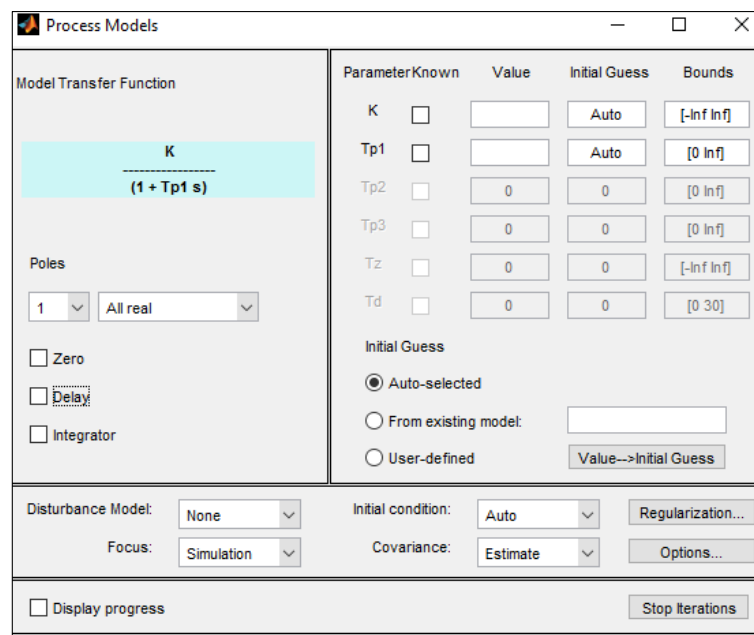 Process Models
Model Transfer Function
K
-----------------
(1 + Tp1 s)
Poles
1 All real
Zero
Delay
Integrator
Parameter Known Value Initial Guess Bounds
K Auto [-Inf Inf]
Tp1 Auto [0 Inf]
Tp2 0 0 [0 Inf]
Tp3 0 0 [0 Inf]
Tz 0 0 [-Inf Inf]
Td 0 0 [0 30]
Initial Guess
Auto-selected
From existing model:
User-defined Value-->Initial Guess
Disturbance Model: None Initial condition: Auto Regularization...
Focus: Simulation Covariance: Estimate Options...
Display progress Stop Iterations